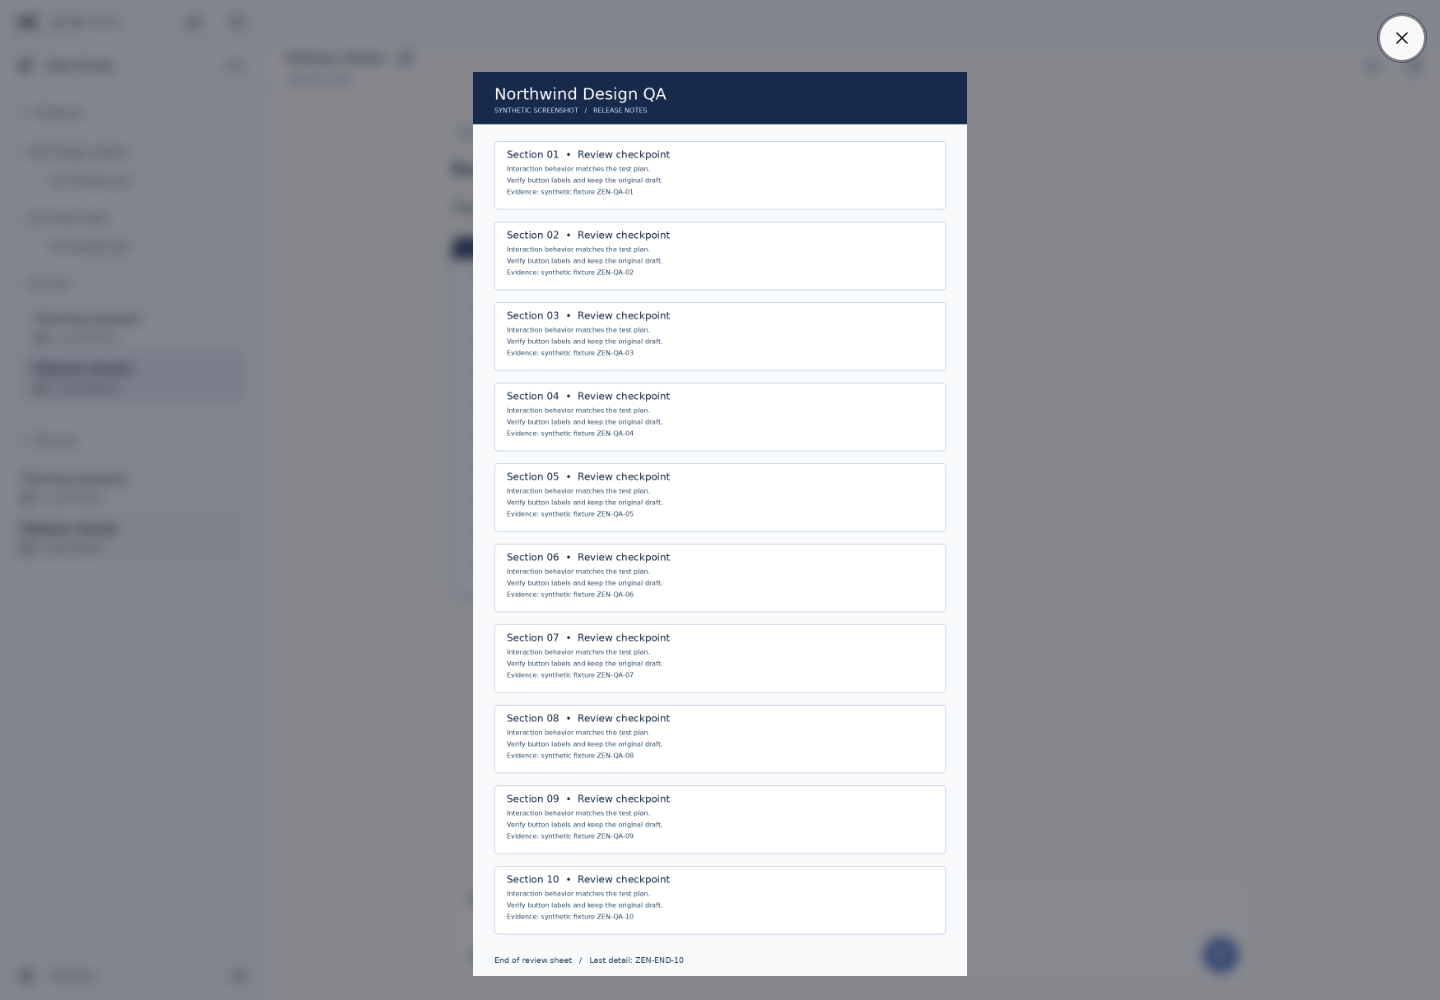 Northwind Design QA
SYNTHETIC SCREENSHOT / RELEASE NOTES
Section 01 • Review checkpoint
Interaction behavior matches the test plan.
Verify button labels and keep the original draft.
Evidence: synthetic fixture ZEN-QA-01
Section 02 • Review checkpoint
Interaction behavior matches the test plan.
Verify button labels and keep the original draft.
Evidence: synthetic fixture ZEN-QA-02
Section 03 • Review checkpoint
Interaction behavior matches the test plan.
Verify button labels and keep the original draft.
Evidence: synthetic fixture ZEN-QA-03
Section 04 • Review checkpoint
Interaction behavior matches the test plan.
Verify button labels and keep the original draft.
Evidence: synthetic fixture ZEN-QA-04
Section 05 • Review checkpoint
Interaction behavior matches the test plan.
Verify button labels and keep the original draft.
Evidence: synthetic fixture ZEN-QA-05
Section 06 • Review checkpoint
Interaction behavior matches the test plan.
Verify button labels and keep the original draft.
Evidence: synthetic fixture ZEN-QA-06
Section 07 • Review checkpoint
Interaction behavior matches the test plan.
Verify button labels and keep the original draft.
Evidence: synthetic fixture ZEN-QA-07
Section 08 • Review checkpoint
Interaction behavior matches the test plan.
Verify button labels and keep the original draft.
Evidence: synthetic fixture ZEN-QA-08
Section 09 • Review checkpoint
Interaction behavior matches the test plan.
Verify button labels and keep the original draft.
Evidence: synthetic fixture ZEN-QA-09
Section 10 • Review checkpoint
Interaction behavior matches the test plan.
Verify button labels and keep the original draft.
Evidence: synthetic fixture ZEN-QA-10
End of review sheet / Last detail: ZEN-END-10